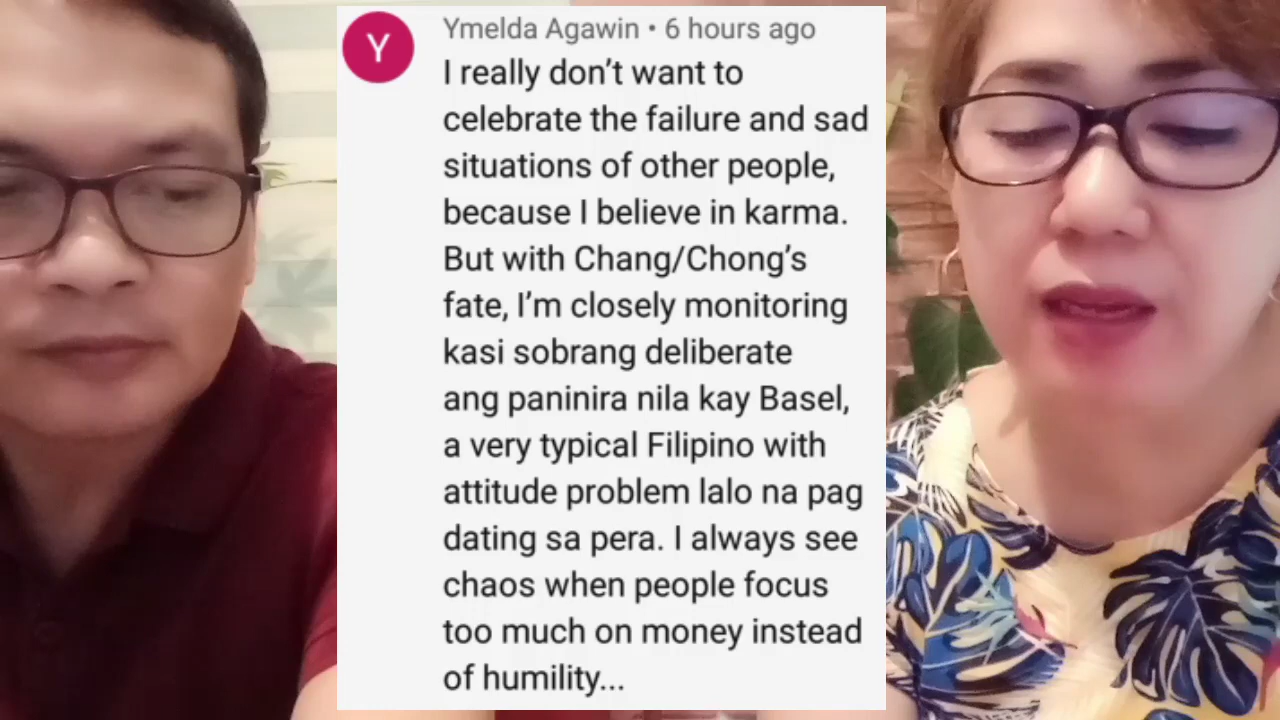 Y
Ymelda Agawin • 6 hours ago
I really don’t want to
celebrate the failure and sad
situations of other people,
because I believe in karma.
But with Chang/Chong’s
fate, I’m closely monitoring
kasi sobrang deliberate
ang paninira nila kay Basel,
a very typical Filipino with
attitude problem lalo na pag
dating sa pera. I always see
chaos when people focus
too much on money instead
of humility...